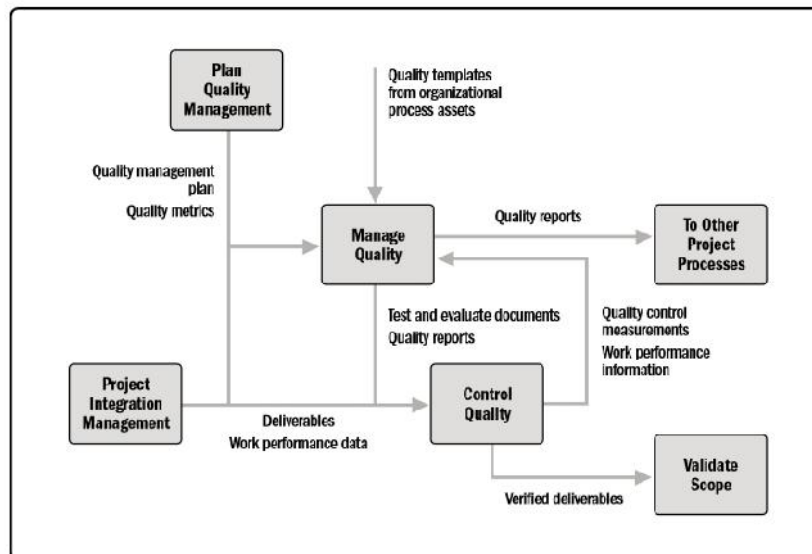 Plan
Quality
Management
Quality templates
from organizational
process assets
Quality management
plan
Quality metrics
Manage
Quality
Quality reports
To Other
Project
Processes
Test and evaluate documents
Quality reports
Quality control
measurements
Work performance
information
Project
Integration
Management
Deliverables
Work performance data
Control
Quality
Verified deliverables
Validate
Scope